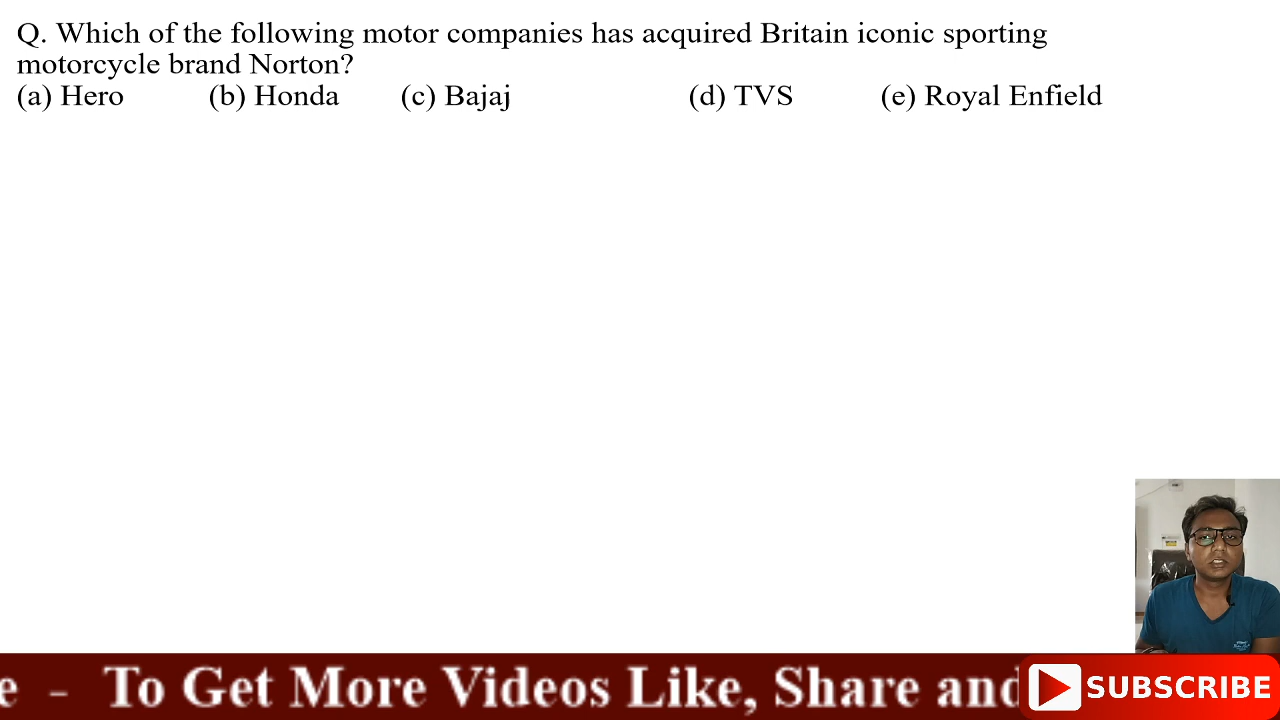 Q. Which of the following motor companies has acquired Britain iconic sporting
motorcycle brand Norton?
(a) Hero (b) Honda (c) Bajaj (d) TVS (e) Royal Enfield
e - To Get More Videos Like, Share and
SUBSCRIBE